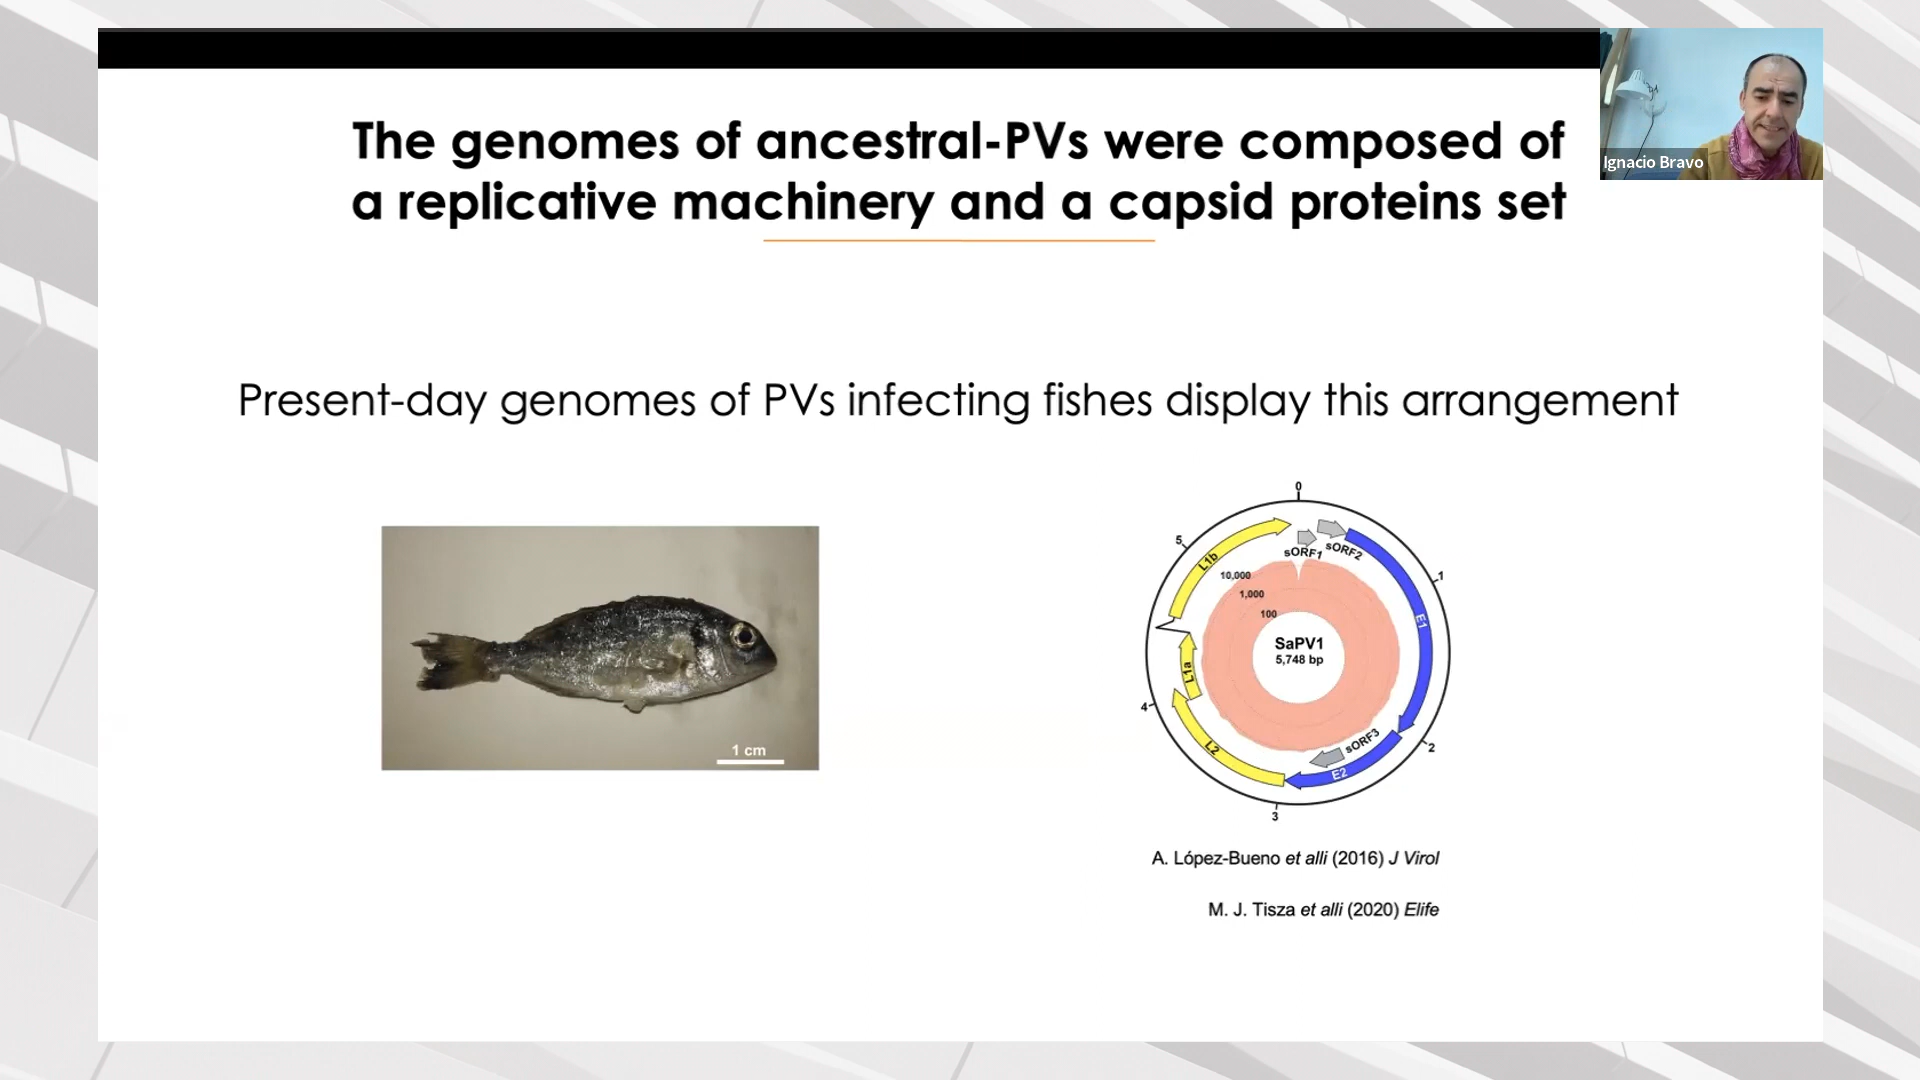 The genomes of ancestral-PVs were composed of
a replicative machinery and a capsid proteins set
Ignacio Bravo
Present-day genomes of PVs infecting fishes display this arrangement
1 cm
0
1
2
3
4
5
sORF1
sORF2
sORF3
E1
E2
L2
L1a
L1b
10,000
1,000
100
SaPV1
5,748 bp
A. López-Bueno et alli (2016) J Virol
M. J. Tisza et alli (2020) Elife